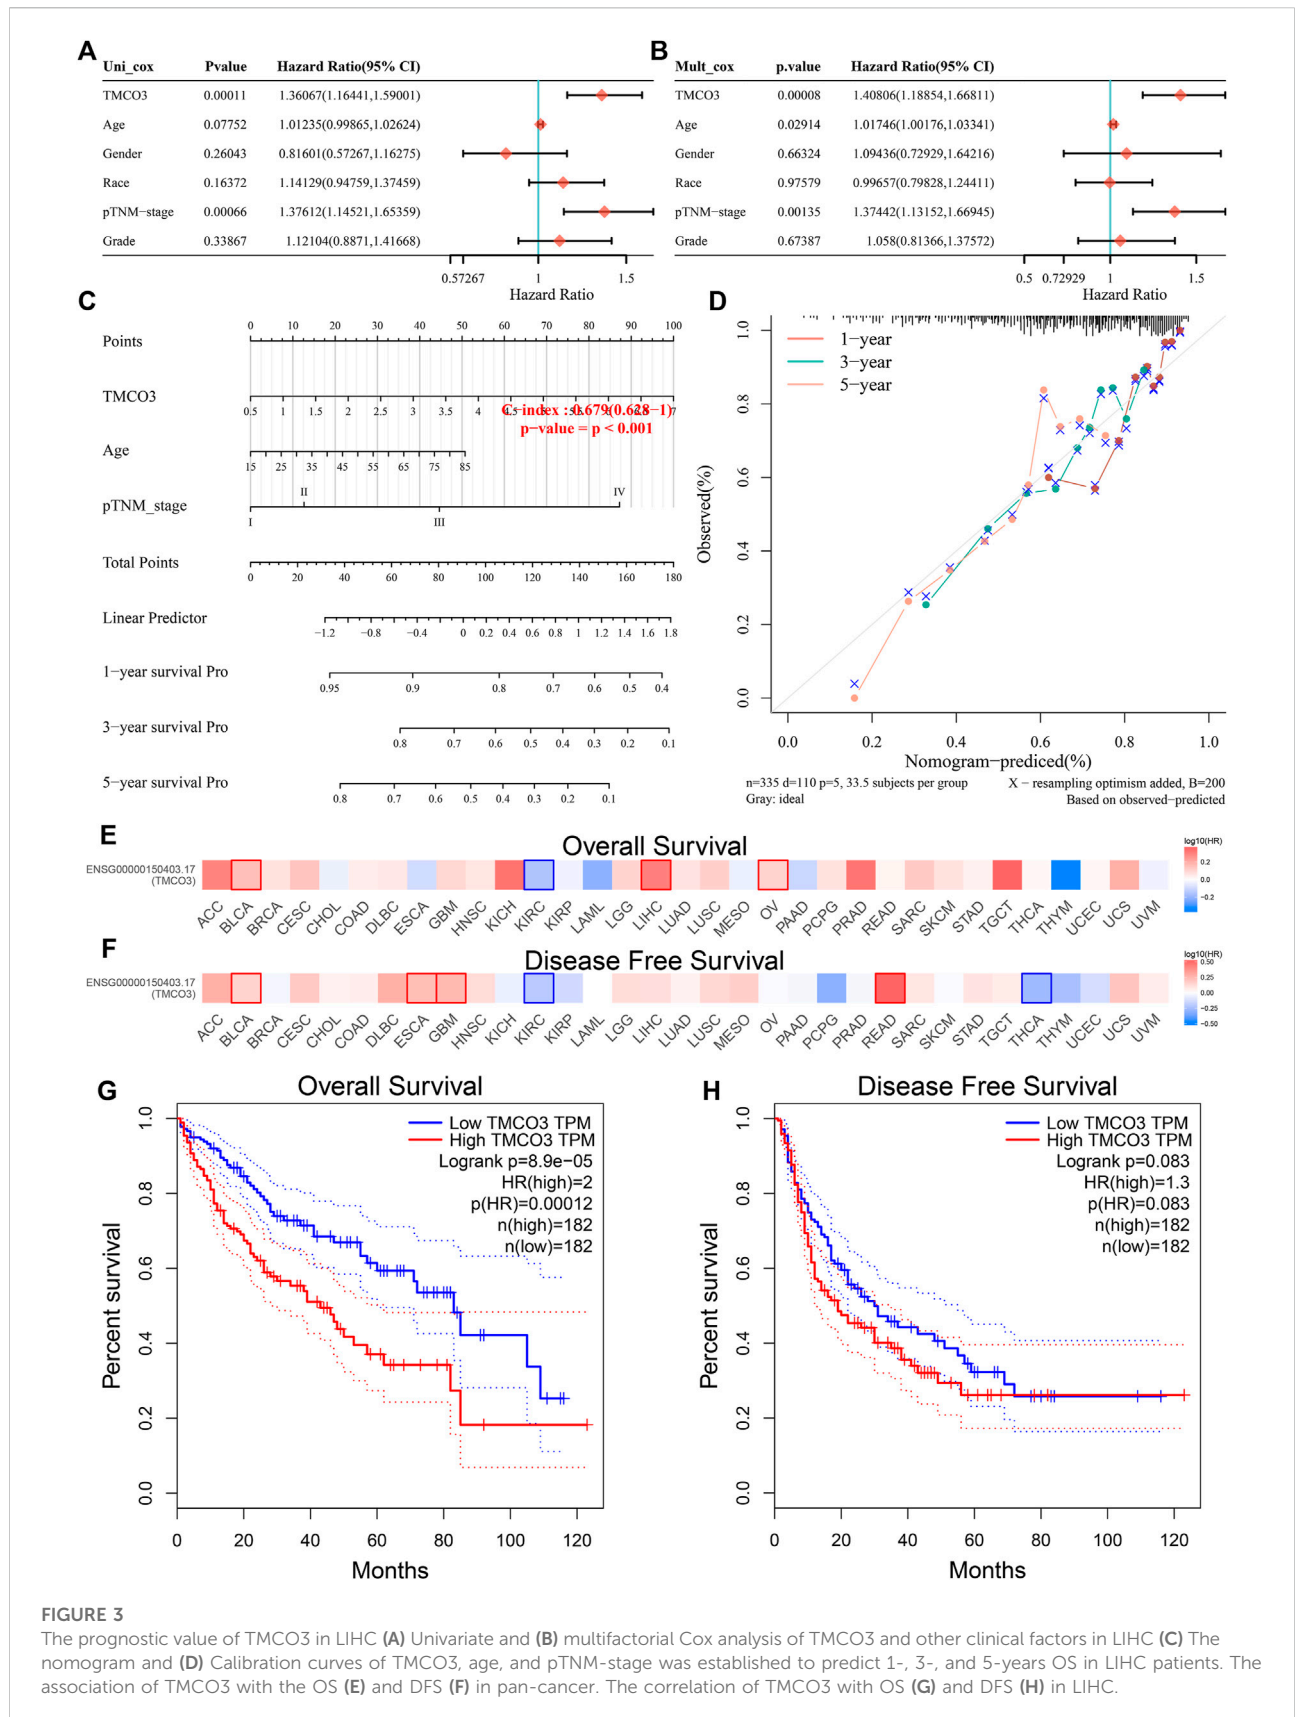 A
Uni_cox Pvalue Hazard Ratio(95% CI)
TMCO3 0.00011 1.36067(1.16441,1.59001)
Age 0.07752 1.01235(0.99865,1.02624)
Gender 0.26043 0.81601(0.57267,1.16275)
Race 0.16372 1.14129(0.94759,1.37459)
pTNM−stage 0.00066 1.37612(1.14521,1.65359)
Grade 0.33867 1.12104(0.8871,1.41668)
0.57267 1 1.5
Hazard Ratio
B
Mult_cox p.value Hazard Ratio(95% CI)
TMCO3 0.00008 1.40806(1.18854,1.66811)
Age 0.02914 1.01746(1.00176,1.03341)
Gender 0.66324 1.09436(0.72929,1.64216)
Race 0.97579 0.99657(0.79828,1.24411)
pTNM−stage 0.00135 1.37442(1.13152,1.66945)
Grade 0.67387 1.058(0.81366,1.37572)
0.5 0.72929 1 1.5
Hazard Ratio
C
0 10 20 30 40 50 60 70 80 90 100
Points
TMCO3
0.5 1 1.5 2 2.5 3 3.5 4 4.5 7
C−index : 0.679(0.628−1)
p−value = p < 0.001
Age
15 25 35 45 55 65 75 85
II IV
pTNM_stage
I III
Total Points
0 20 40 60 80 100 120 140 160 180
Linear Predictor
−1.2 −0.8 −0.4 0 0.2 0.4 0.6 0.8 1 1.2 1.4 1.6 1.8
1−year survival Pro
0.95 0.9 0.8 0.7 0.6 0.5 0.4
3−year survival Pro
0.8 0.7 0.6 0.5 0.4 0.3 0.2 0.1
5−year survival Pro
0.8 0.7 0.6 0.5 0.4 0.3 0.2 0.1
D
1−year
3−year
5−year
Observed(%)
1.0
0.8
0.6
0.4
0.2
0.0
0.0 0.2 0.4 0.6 0.8 1.0
Nomogram−prediced(%)
n=335 d=110 p=5, 33.5 subjects per group X − resampling optimism added, B=200
Gray: ideal Based on observed−predicted
E
Overall Survival
ENSG00000150403.17
(TMCO3)
log10(HR)
0.2
0.0
−0.2
ACC BLCA BRCA CESC CHOL COAD DLBC ESCA GBM HNSC KICH KIRC KIRP LAML LGG LIHC LUAD LUSC MESO OV PAAD PCPG PRAD READ SARC SKCM STAD TGCT THCA THYM UCEC UCS UVM
F
Disease Free Survival
ENSG00000150403.17
(TMCO3)
log10(HR)
0.50
0.25
0.00
−0.25
−0.50
ACC BLCA BRCA CESC CHOL COAD DLBC ESCA GBM HNSC KICH KIRC KIRP LAML LGG LIHC LUAD LUSC MESO OV PAAD PCPG PRAD READ SARC SKCM STAD TGCT THCA THYM UCEC UCS UVM
G
Overall Survival
Low TMCO3 TPM
High TMCO3 TPM
Logrank p=8.9e−05
HR(high)=2
p(HR)=0.00012
n(high)=182
n(low)=182
Percent survival
1.0
0.8
0.6
0.4
0.2
0.0
0 20 40 60 80 100 120
Months
H
Disease Free Survival
Low TMCO3 TPM
High TMCO3 TPM
Logrank p=0.083
HR(high)=1.3
p(HR)=0.083
n(high)=182
n(low)=182
Percent survival
1.0
0.8
0.6
0.4
0.2
0.0
0 20 40 60 80 100 120
Months
FIGURE 3
The prognostic value of TMCO3 in LIHC (A) Univariate and (B) multifactorial Cox analysis of TMCO3 and other clinical factors in LIHC (C) The
nomogram and (D) Calibration curves of TMCO3, age, and pTNM-stage was established to predict 1-, 3-, and 5-years OS in LIHC patients. The
association of TMCO3 with the OS (E) and DFS (F) in pan-cancer. The correlation of TMCO3 with OS (G) and DFS (H) in LIHC.